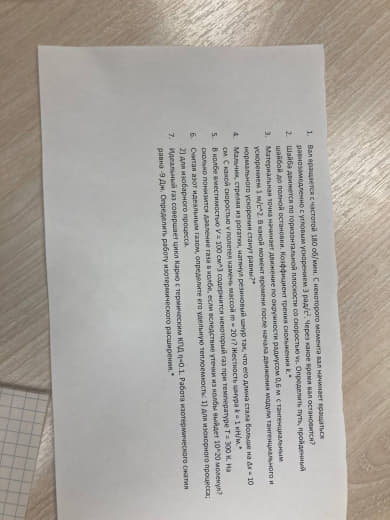 1. Вал вращается с частотой 180 об/мин. С некоторого момента вал начинает вращаться
равнозамедленно с угловым ускорением 3 рад/с². Через какое время вал остановится?
2. Шайба движется по горизонтальной плоскости со скоростью v₀. Определить путь, пройденный
шайбой до полной остановки. Коэффициент трения скольжения k.*
3. Материальная точка начинает движение по окружности радиусом 0,6 м. с тангенциальным
ускорением 1 м/с^2. В какой момент времени после начала движения модули тангенциального и
нормального ускорения станут равны?*
4. Мальчик, стреляя из рогатки, натянул резиновый шнур так, что его длина стала больше на Δx = 10
см. С какой скоростью v полетел камень массой m = 20 г? Жесткость шнура k = 1 кН/м.*
5. В колбе вместимостью V = 100 см^3 содержится некоторый газ при температуре T = 300 К. На
сколько понизится давление газа в колбе, если вследствие утечки из колбы выйдет 10^20 молекул?
6. Считая азот идеальным газом, определите его удельную теплоемкость: 1) для изохорного процесса;
2) для изобарного процесса.
7. Идеальный газ совершает цикл Карно с термическим КПД η=0.1. Работа изотермического сжатия
равна -9 Дж. Определить работу изотермического расширения.*